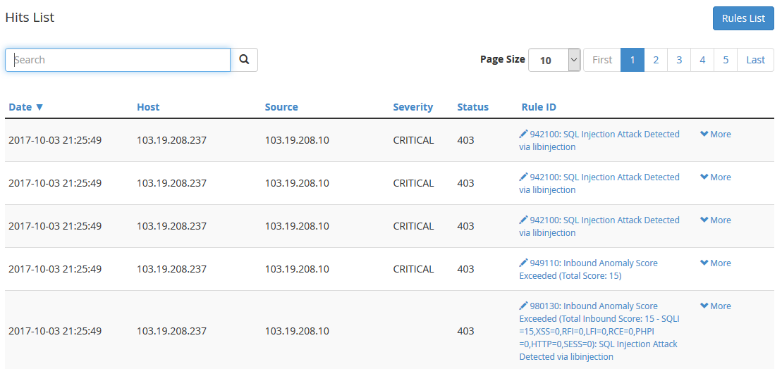 Hits List
Rules List
Search
Page Size 10 First 1 2 3 4 5 Last
Date ▼ Host Source Severity Status Rule ID
2017-10-03 21:25:49 103.19.208.237 103.19.208.10 CRITICAL 403 942100: SQL Injection Attack Detected More
via libinjection
2017-10-03 21:25:49 103.19.208.237 103.19.208.10 CRITICAL 403 942100: SQL Injection Attack Detected More
via libinjection
2017-10-03 21:25:49 103.19.208.237 103.19.208.10 CRITICAL 403 942100: SQL Injection Attack Detected More
via libinjection
2017-10-03 21:25:49 103.19.208.237 103.19.208.10 CRITICAL 403 949110: Inbound Anomaly Score More
Exceeded (Total Score: 15)
2017-10-03 21:25:49 103.19.208.237 103.19.208.10 403 980130: Inbound Anomaly Score More
Exceeded (Total Inbound Score: 15 - SQLI
=15,XSS=0,RFI=0,LFI=0,RCE=0,PHPI
=0,HTTP=0,SESS=0): SQL Injection Attack
Detected via libinjection